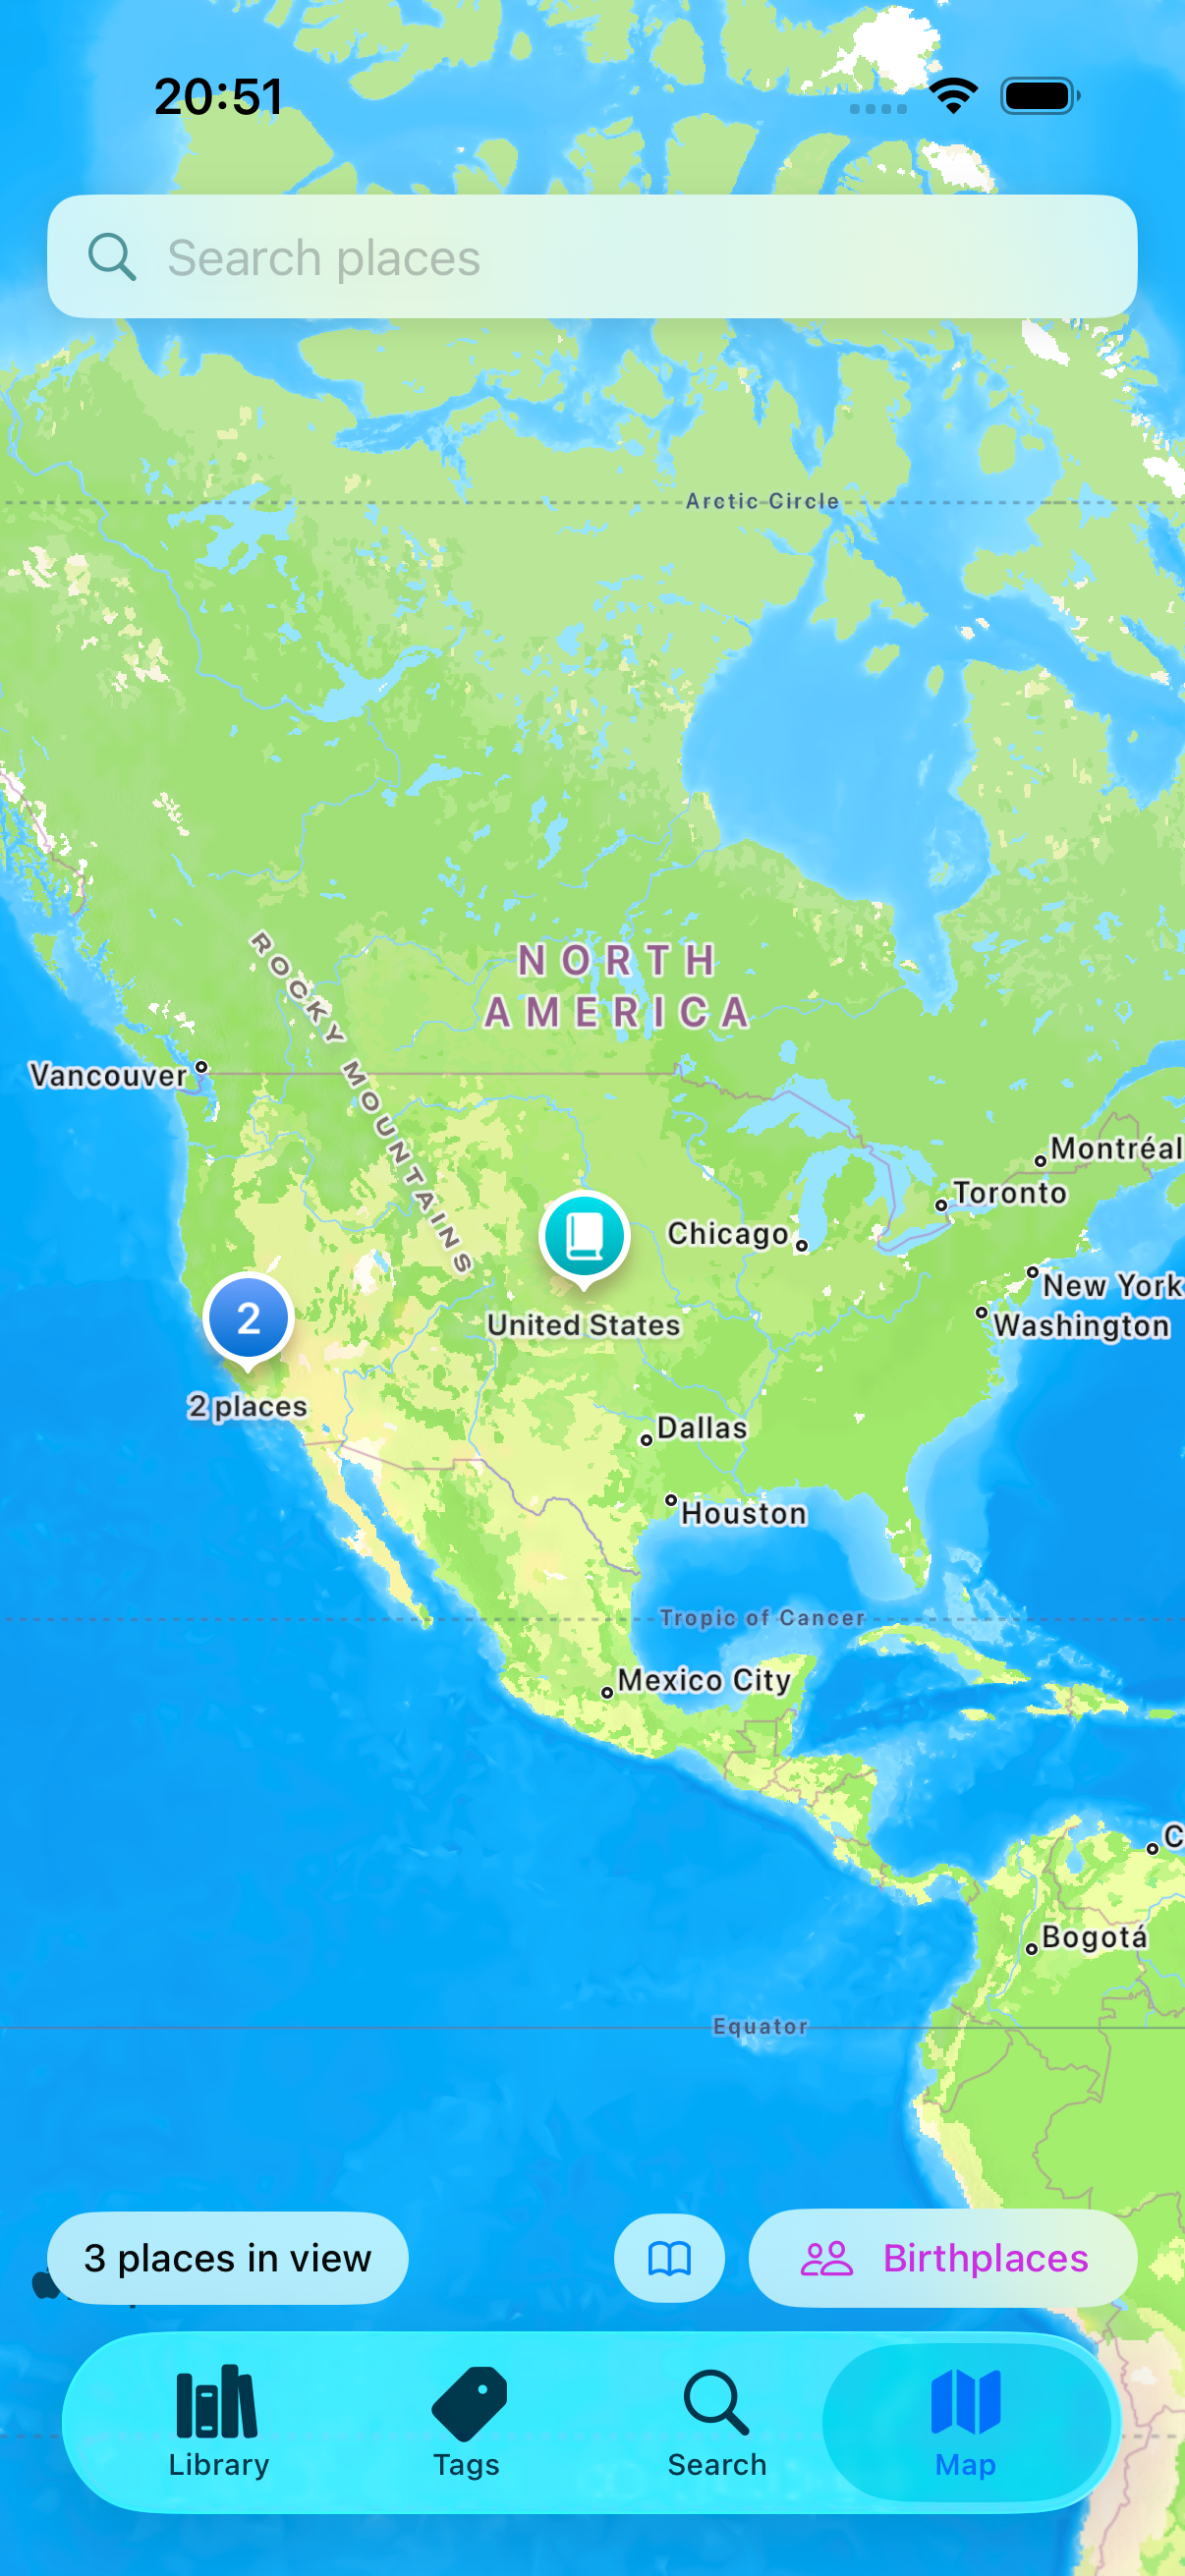 20:51
Search places
Arctic Circle
NORTH
AMERICA
ROCKY MOUNTAINS
Vancouver
Montréal
Toronto
Chicago
New York
Washington
United States
2
2 places
Dallas
Houston
Tropic of Cancer
Mexico City
C
Bogotá
Equator
3 places in view
Birthplaces
Library
Tags
Search
Map